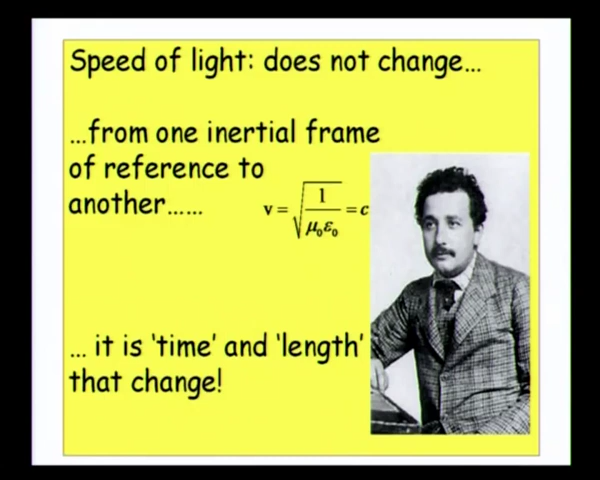 Speed of light: does not change…
…from one inertial frame
of reference to
another……
v = √(1/μ₀ε₀) = c
… it is 'time' and 'length'
that change!